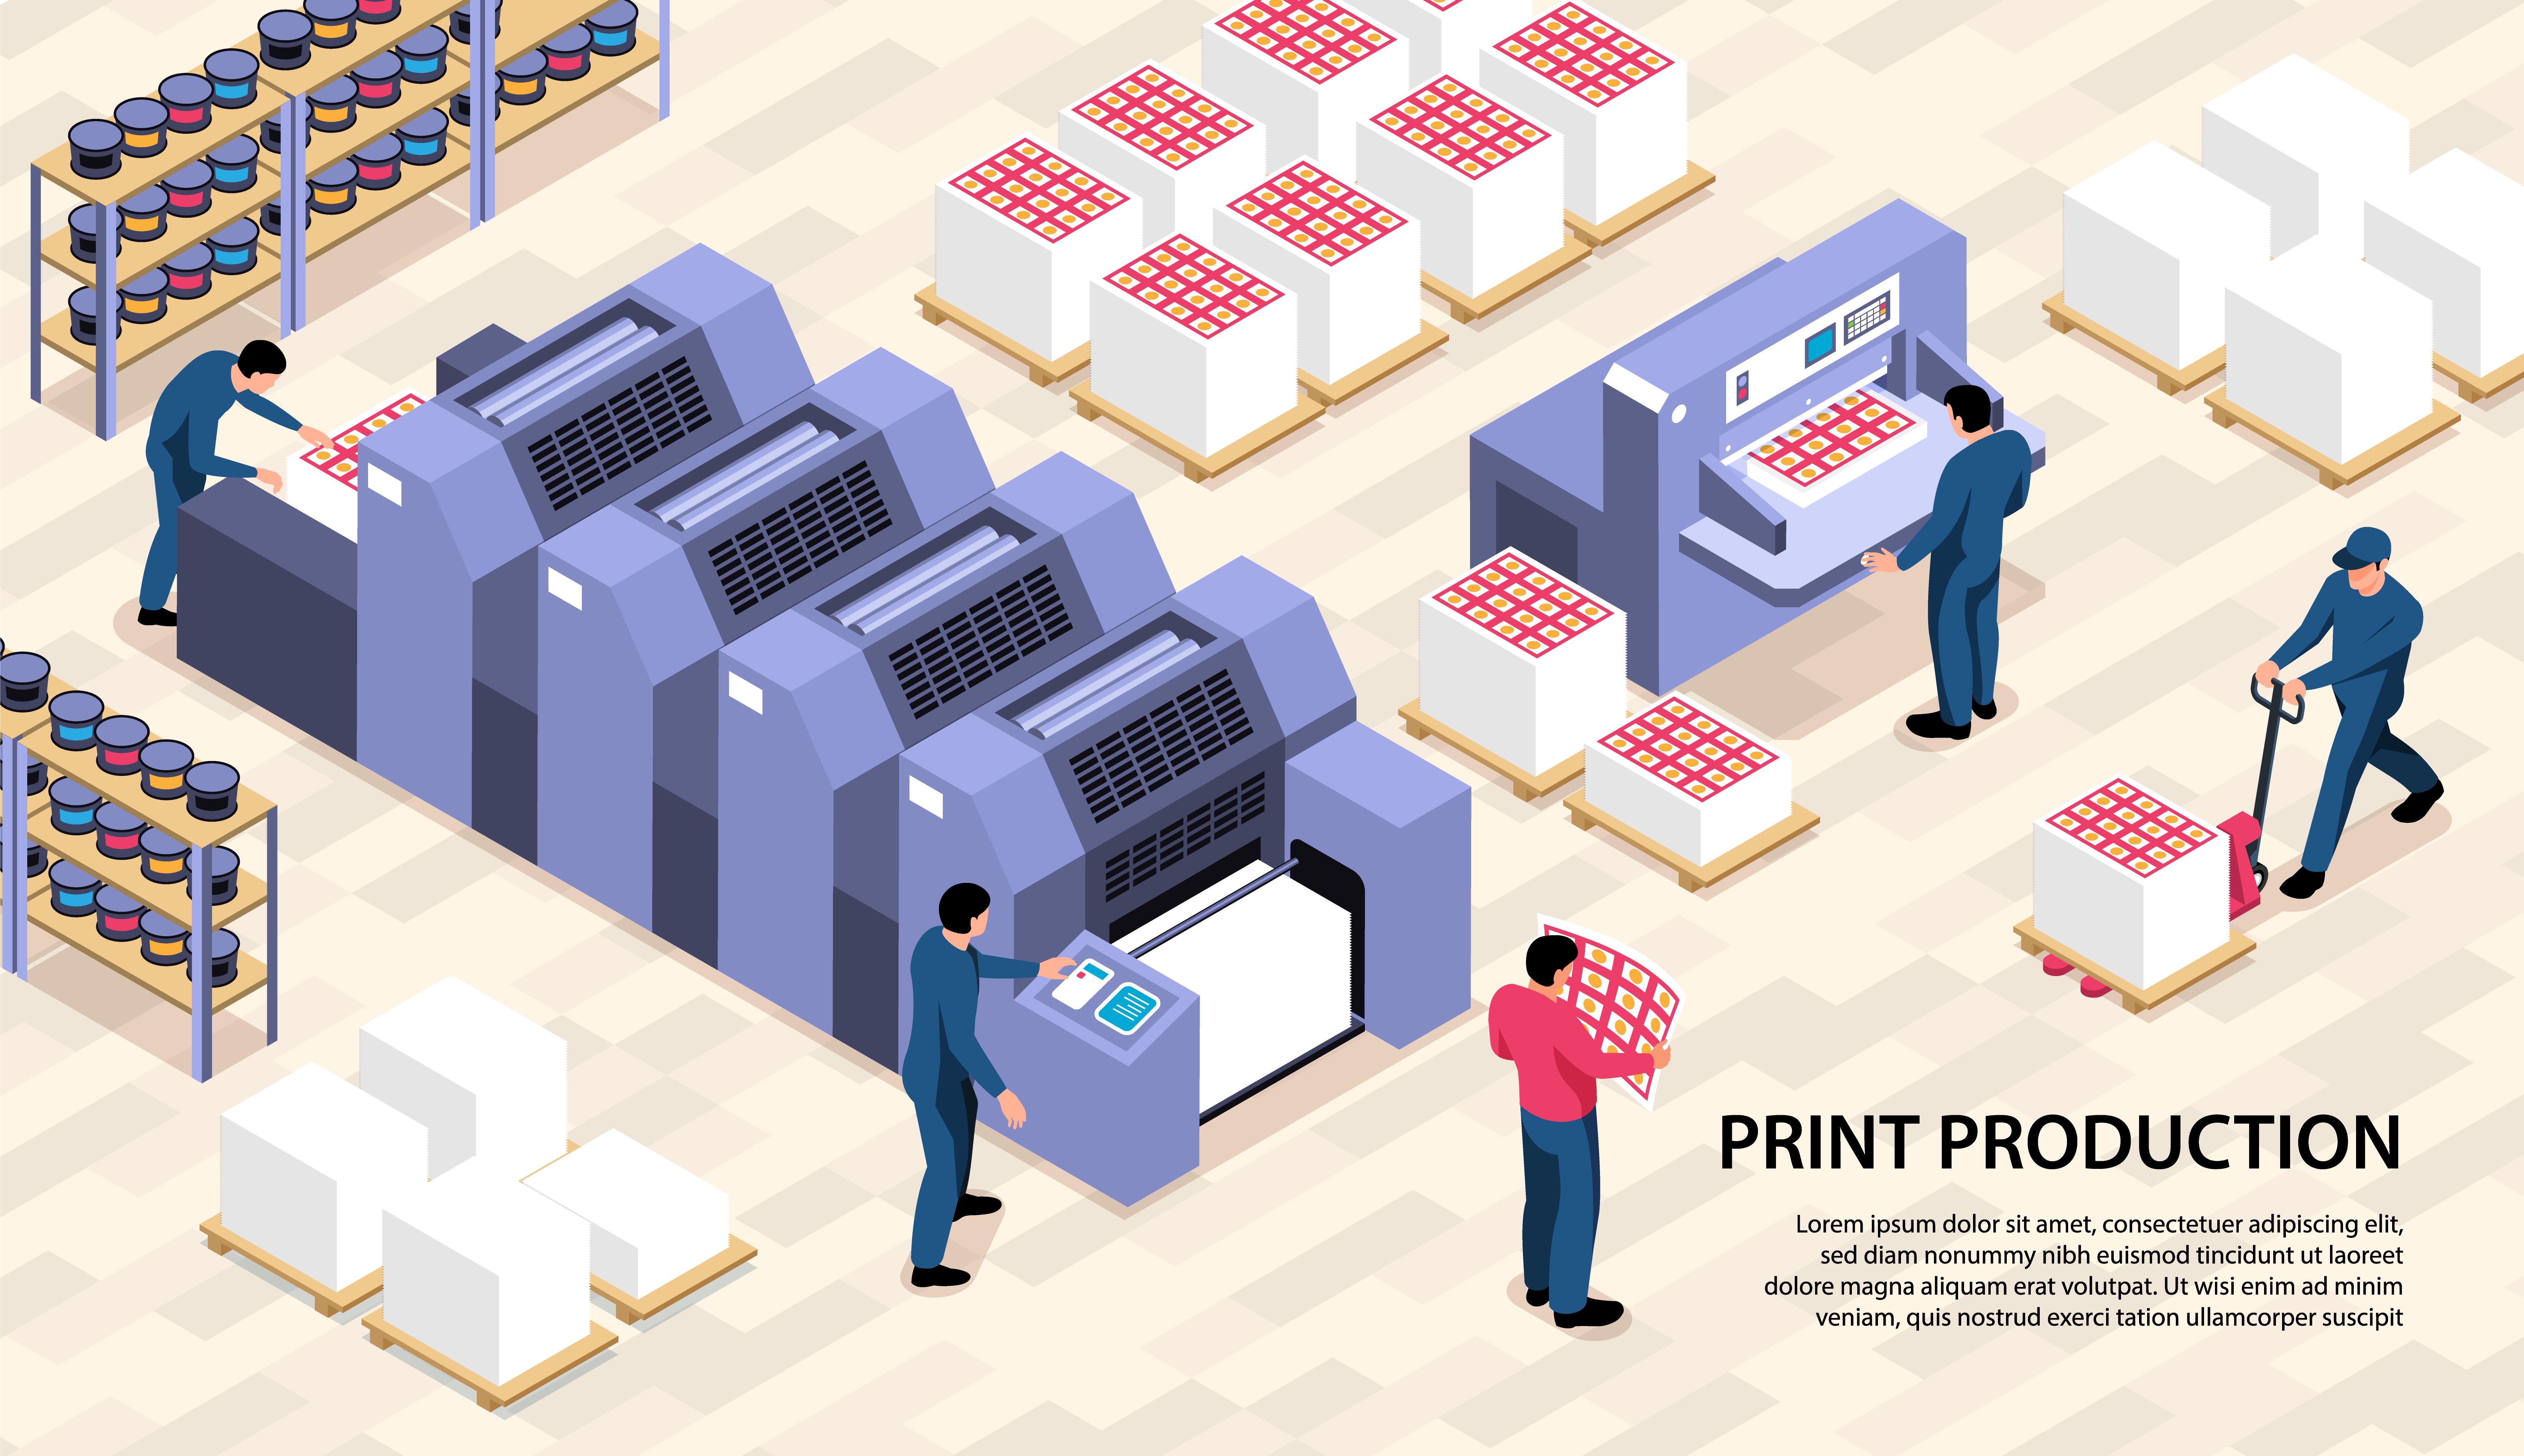 PRINT PRODUCTION
Lorem ipsum dolor sit amet, consectetuer adipiscing elit,
sed diam nonummy nibh euismod tincidunt ut laoreet
dolore magna aliquam erat volutpat. Ut wisi enim ad minim
veniam, quis nostrud exerci tation ullamcorper suscipit